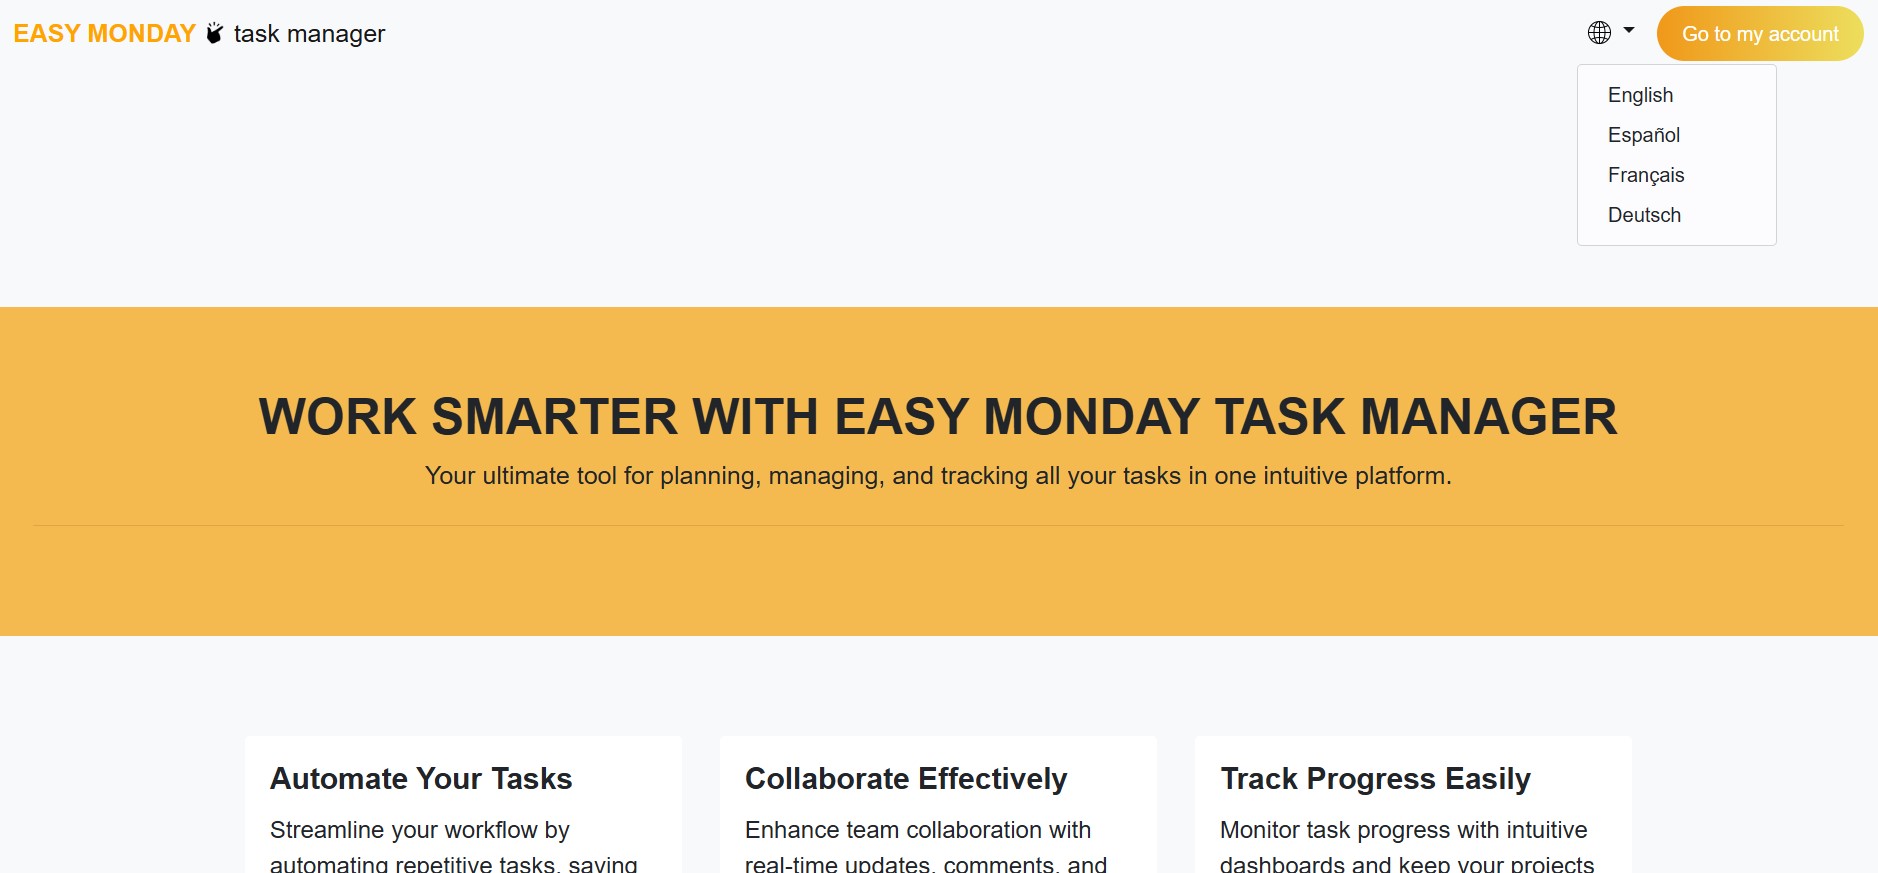 EASY MONDAY task manager
Go to my account
English
Español
Français
Deutsch
WORK SMARTER WITH EASY MONDAY TASK MANAGER
Your ultimate tool for planning, managing, and tracking all your tasks in one intuitive platform.
Automate Your Tasks
Streamline your workflow by
automating repetitive tasks, saving
Collaborate Effectively
Enhance team collaboration with
real-time updates, comments, and
Track Progress Easily
Monitor task progress with intuitive
dashboards and keep your projects